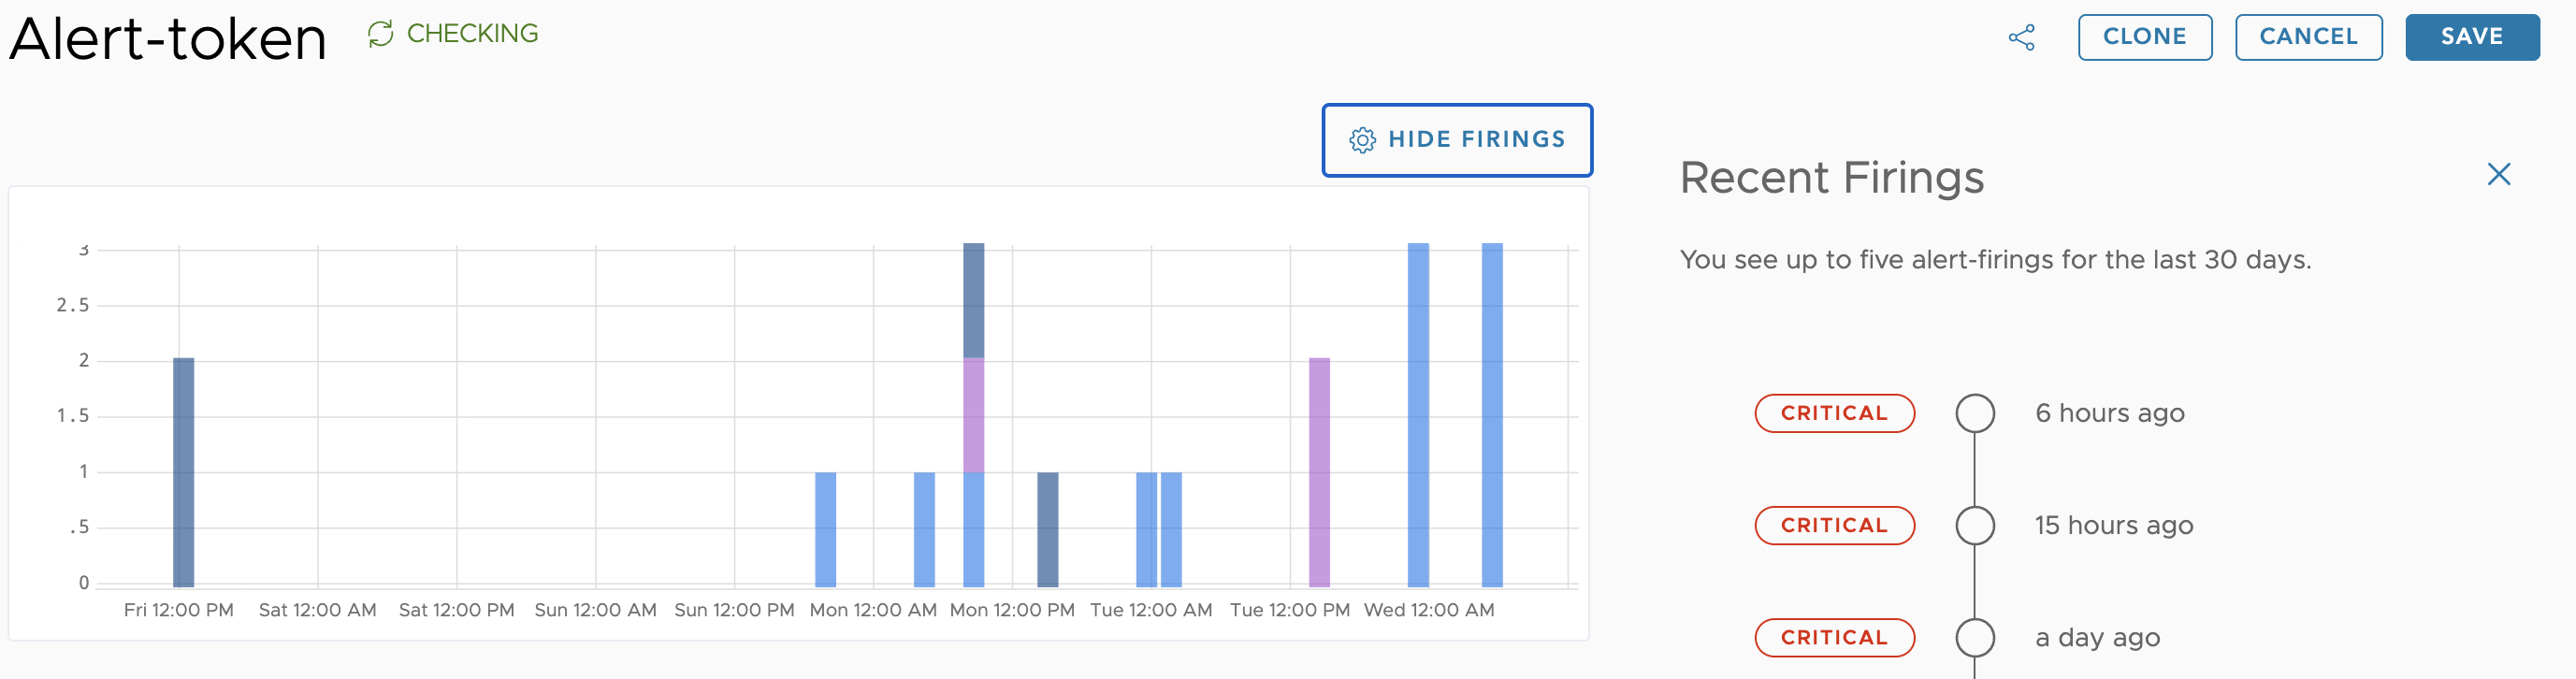 Alert-token
CHECKING
CLONE
CANCEL
SAVE
HIDE FIRINGS
Recent Firings
You see up to five alert-firings for the last 30 days.
3
2.5
2
1.5
1
.5
0
Fri 12:00 PM Sat 12:00 AM Sat 12:00 PM Sun 12:00 AM Sun 12:00 PM Mon 12:00 AM Mon 12:00 PM Tue 12:00 AM Tue 12:00 PM Wed 12:00 AM
CRITICAL 6 hours ago
CRITICAL 15 hours ago
CRITICAL a day ago